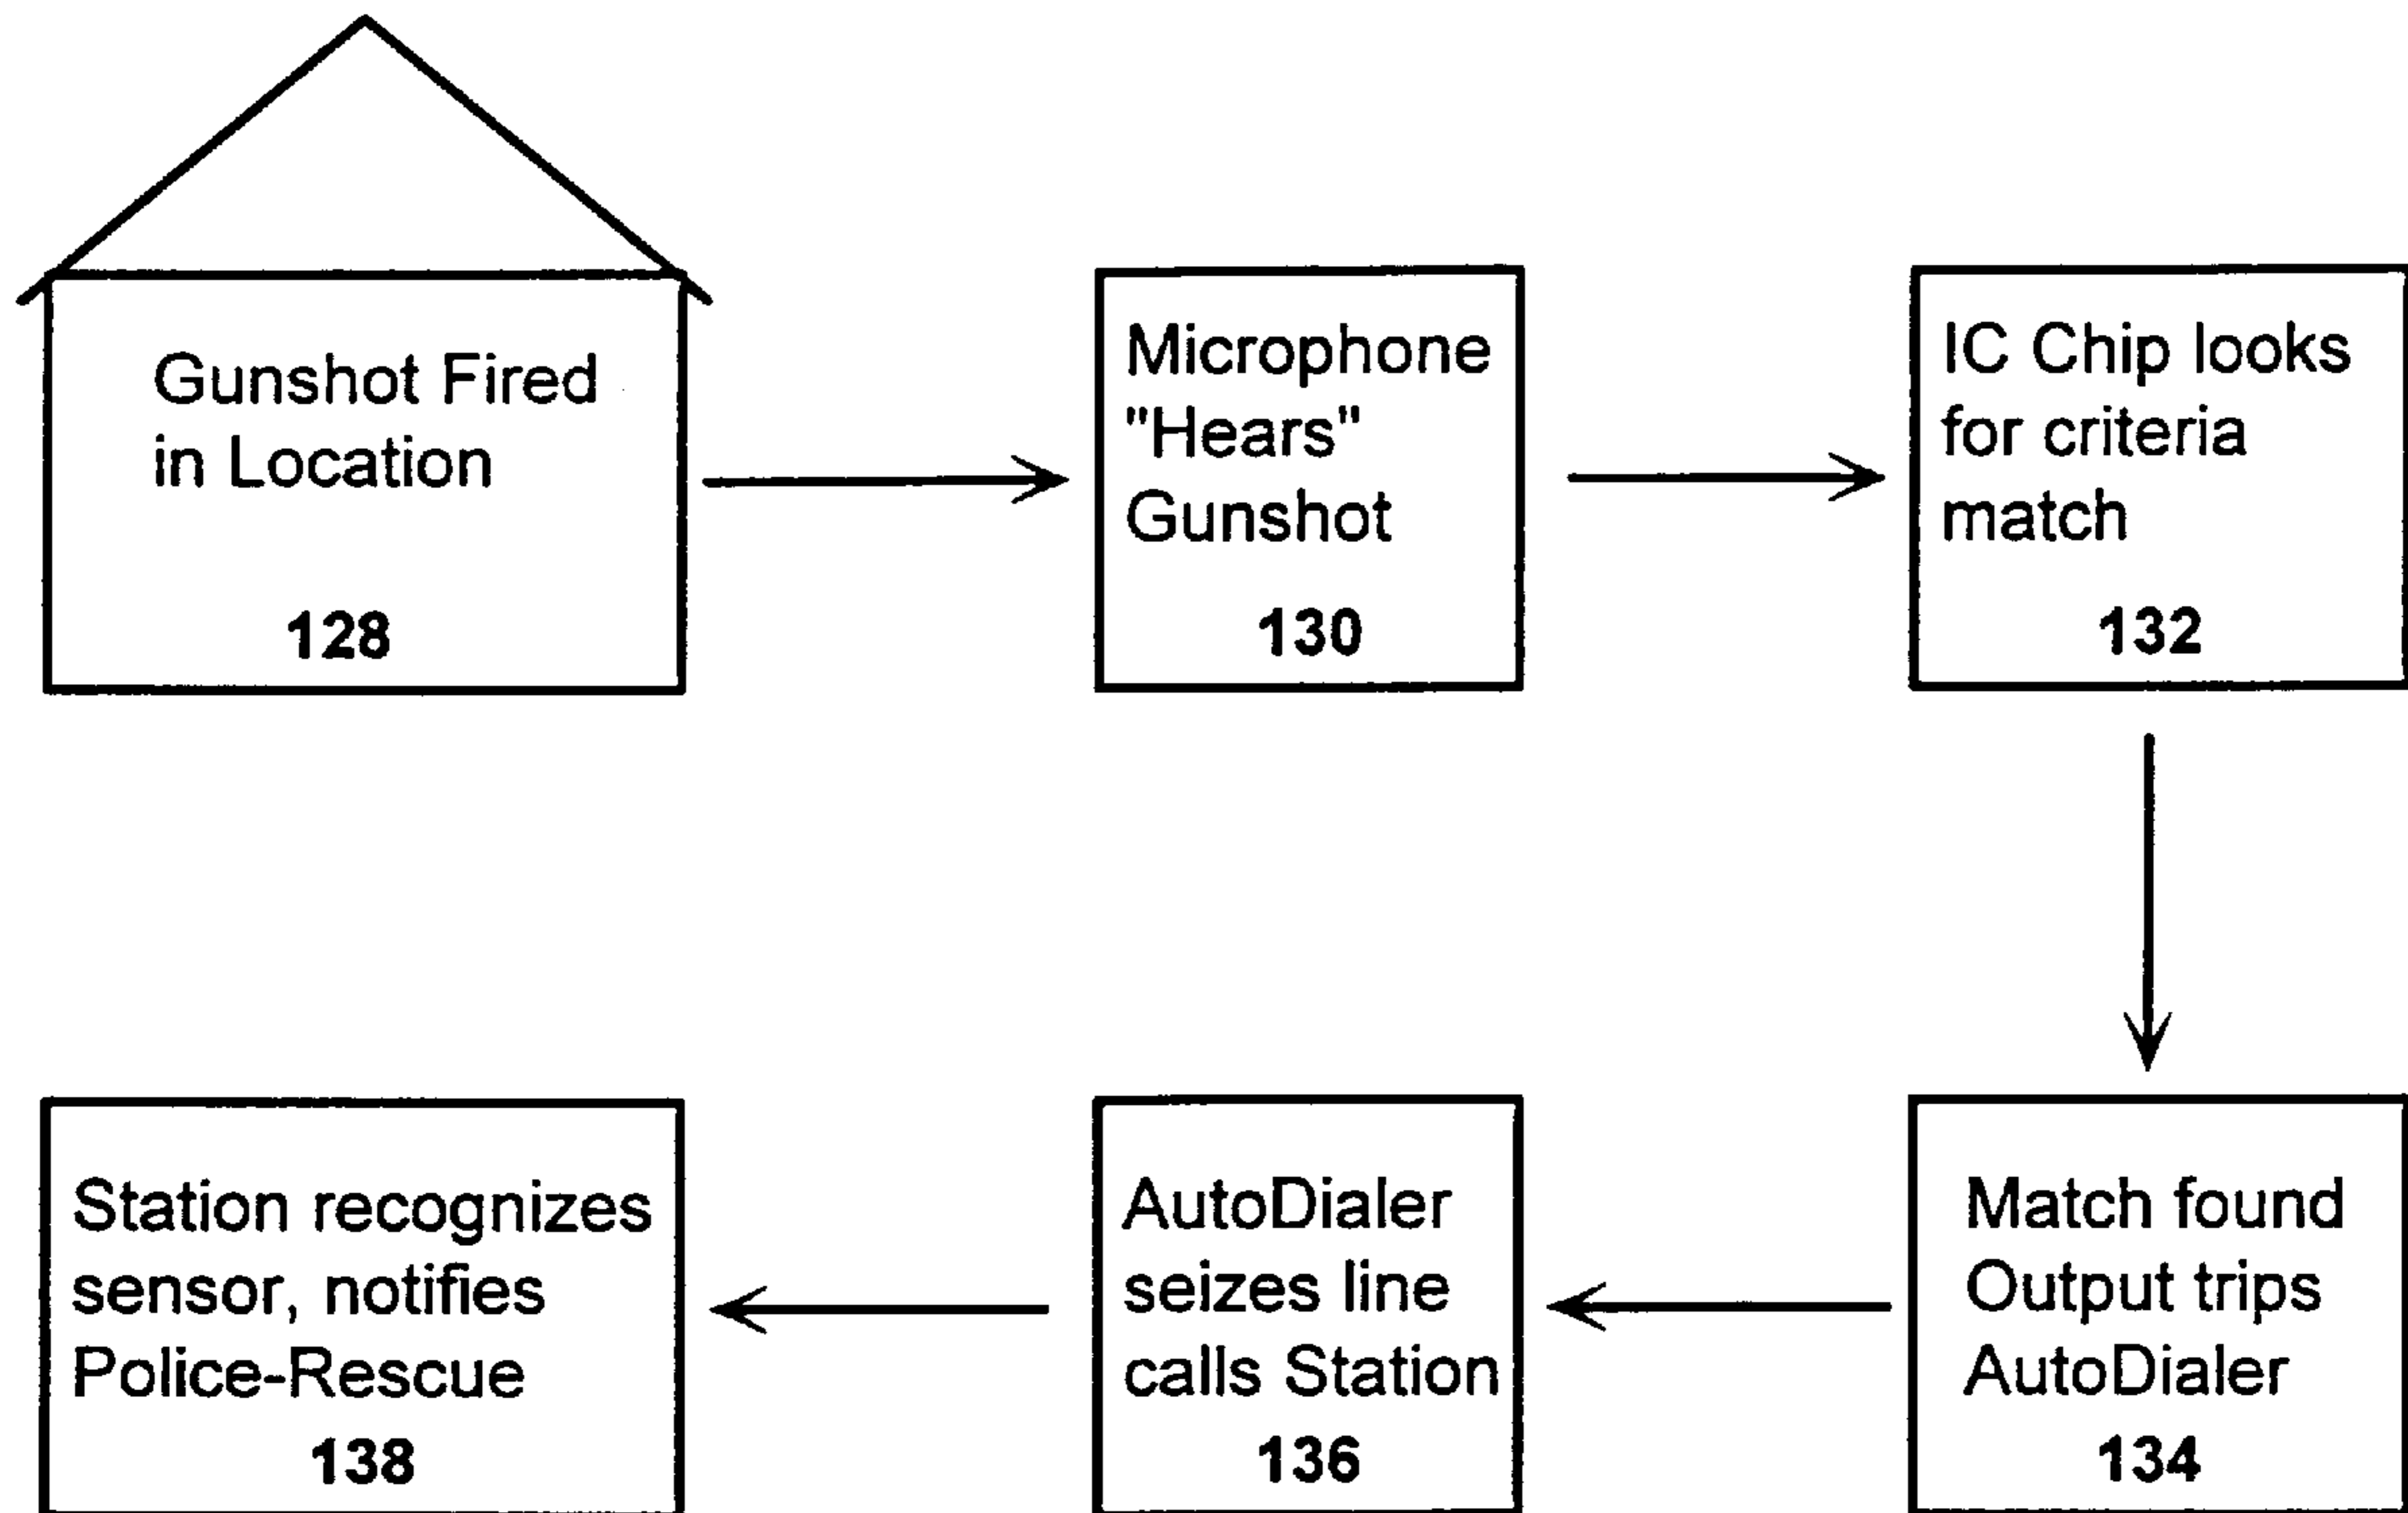 Gunshot Fired
in Location
128
Microphone
"Hears"
Gunshot
130
IC Chip looks
for criteria
match
132
Match found
Output trips
AutoDialer
134
AutoDialer
seizes line
calls Station
136
Station recognizes
sensor, notifies
Police-Rescue
138